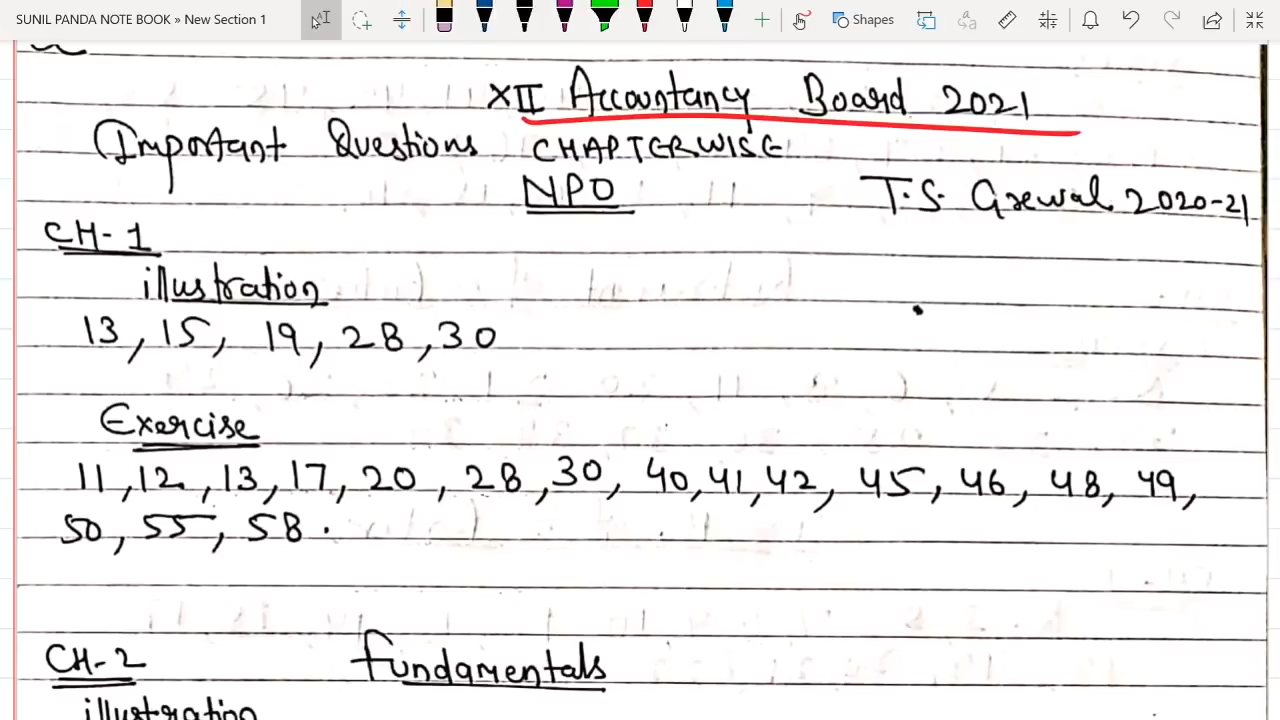 SUNIL PANDA NOTE BOOK » New Section 1
Shapes
XII Accountancy Board 2021
Important Questions CHAPTERWISE
NPO T.S. Grewal 2020-21
CH-1
illustration
13, 15, 19, 28, 30
Exercise
11, 12, 13, 17, 20, 28, 30, 40, 41, 42, 45, 46, 48, 49,
50, 55, 58.
CH-2 Fundamentals
illustration